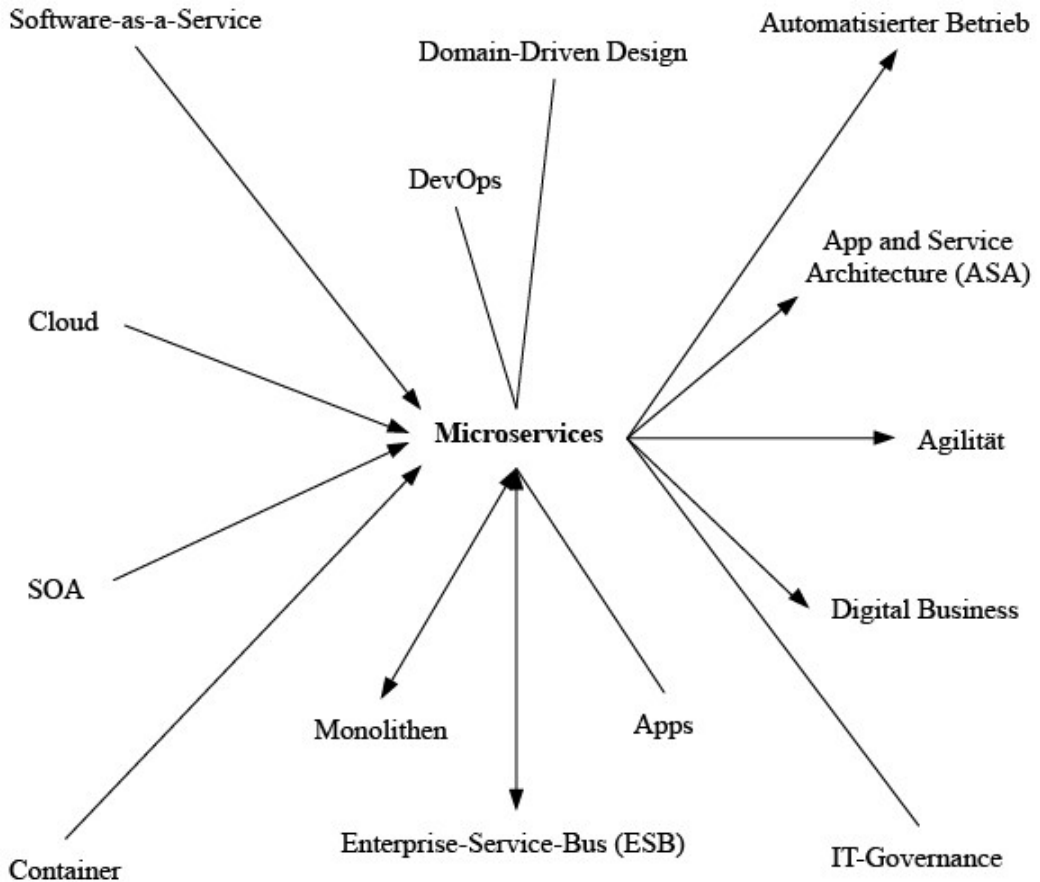 Software-as-a-Service
Domain-Driven Design
Automatisierter Betrieb
DevOps
App and Service
Architecture (ASA)
Cloud
Microservices
Agilität
SOA
Digital Business
Monolithen
Apps
Enterprise-Service-Bus (ESB)
IT-Governance
Container